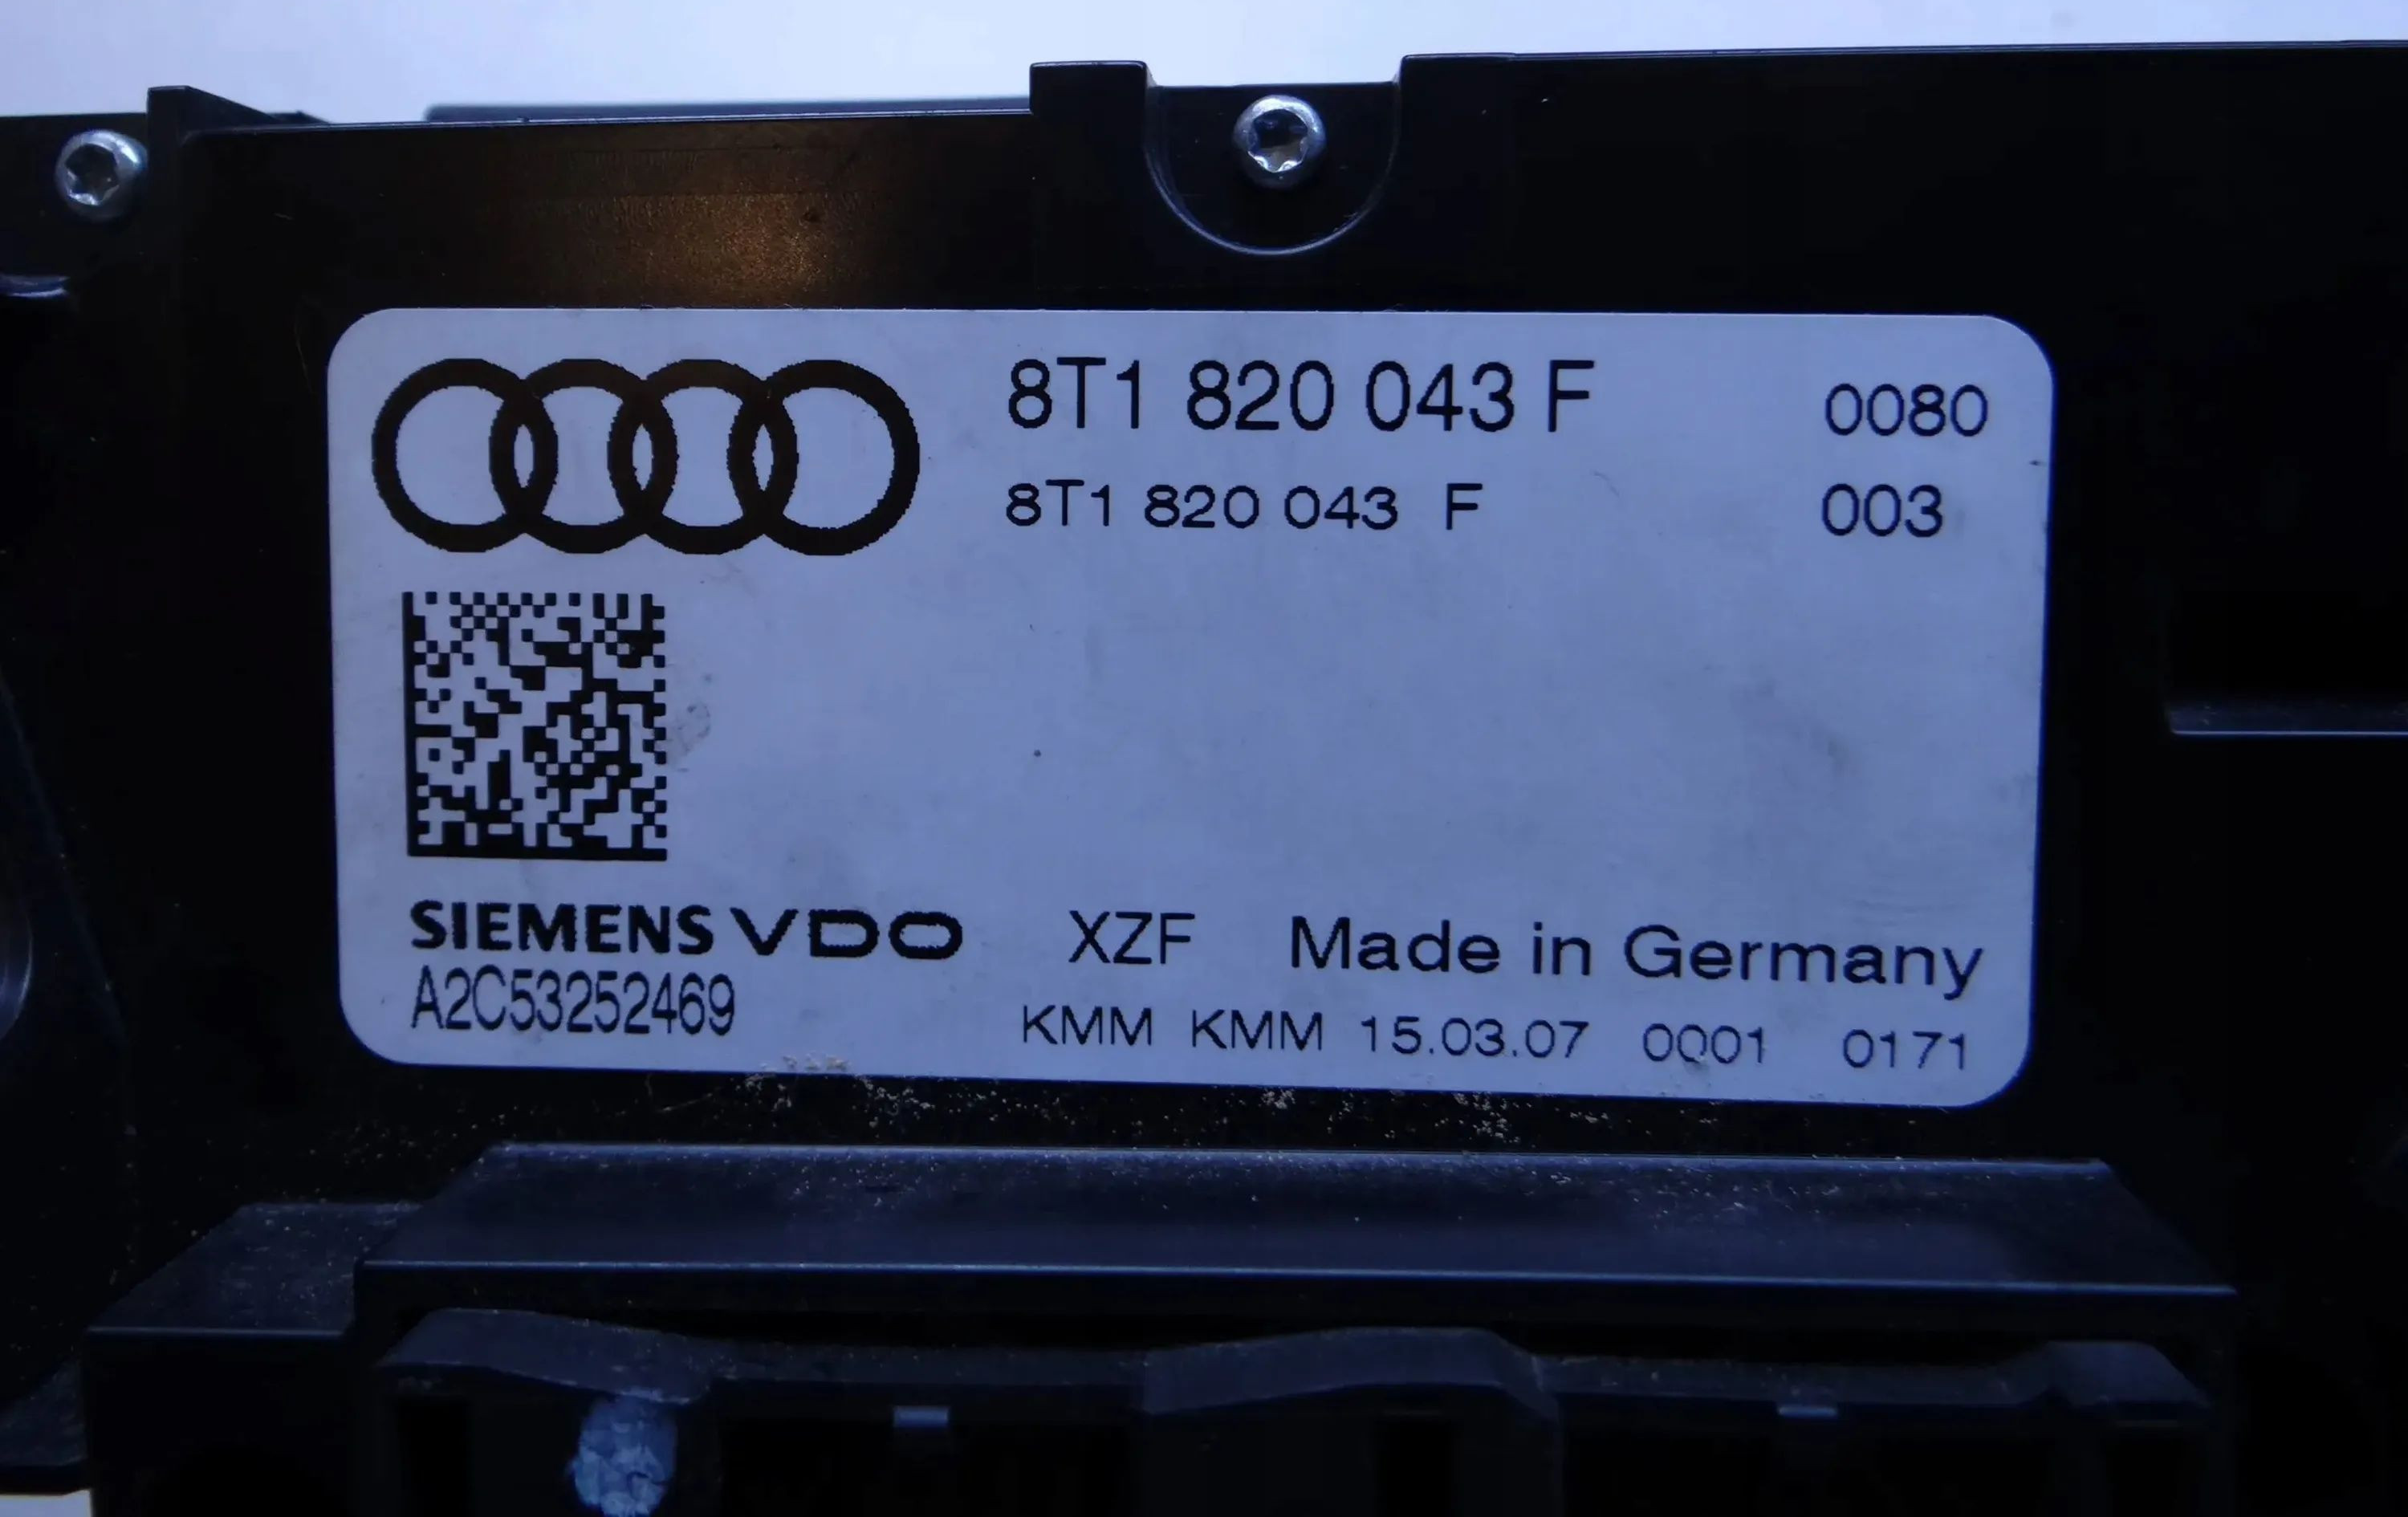 8T1 820 043 F 0080
8T1 820 043 F 003
SIEMENS VDO XZF Made in Germany
A2C53252469 KMM KMM 15.03.07 0001 0171